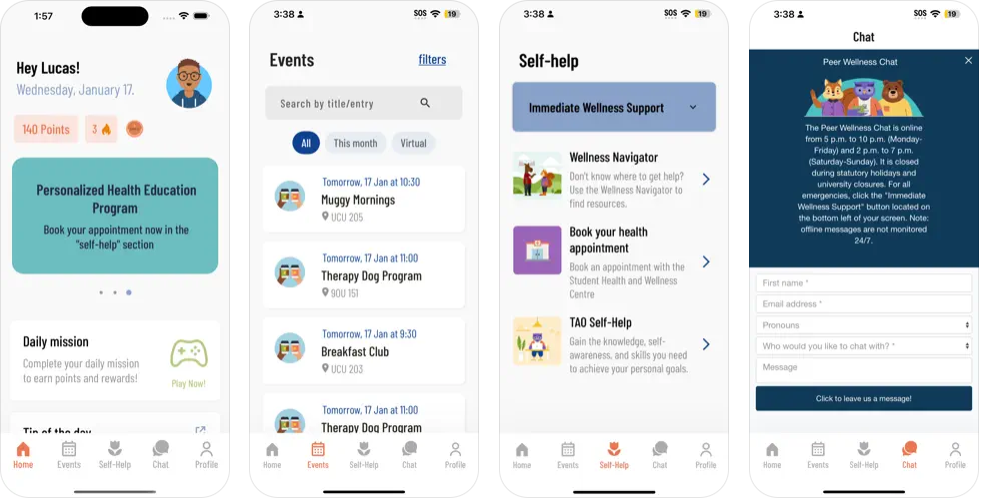 1:57
Hey Lucas!
Wednesday, January 17.
140 Points
3
Personalized Health Education
Program
Book your appointment now in the
"self-help" section
Daily mission
Complete your daily mission
to earn points and rewards!
Play Now!
Tip of the day
Home
Events
Self-Help
Chat
Profile
3:38
SOS
19
Events
filters
Search by title/entry
All
This month
Virtual
Tomorrow, 17 Jan at 10:30
Muggy Mornings
UCU 205
Tomorrow, 17 Jan at 11:00
Therapy Dog Program
90U 151
Tomorrow, 17 Jan at 9:30
Breakfast Club
UCU 203
Tomorrow, 17 Jan at 11:00
Therapy Dog Program
Home
Events
Self-Help
Chat
Profile
3:38
SOS
19
Self-help
Immediate Wellness Support
Wellness Navigator
Don't know where to get help?
Use the Wellness Navigator to
find resources.
Book your health
appointment
Book an appointment with the
Student Health and Wellness
Centre
TAO Self-Help
Gain the knowledge, self-
awareness, and skills you need
to achieve your personal goals.
Home
Events
Self-Help
Chat
Profile
3:38
SOS
19
Chat
Peer Wellness Chat
The Peer Wellness Chat is online
from 5 p.m. to 10 p.m. (Monday-
Friday) and 2 p.m. to 7 p.m.
(Saturday-Sunday). It is closed
during statutory holidays and
university closures. For all
emergencies, click the "Immediate
Wellness Support" button located on
the bottom left of your screen. Note:
offline messages are not monitored
24/7.
First name *
Email address *
Pronouns
Who would you like to chat with? *
Message
Click to leave us a message!
Home
Events
Self-Help
Chat
Profile